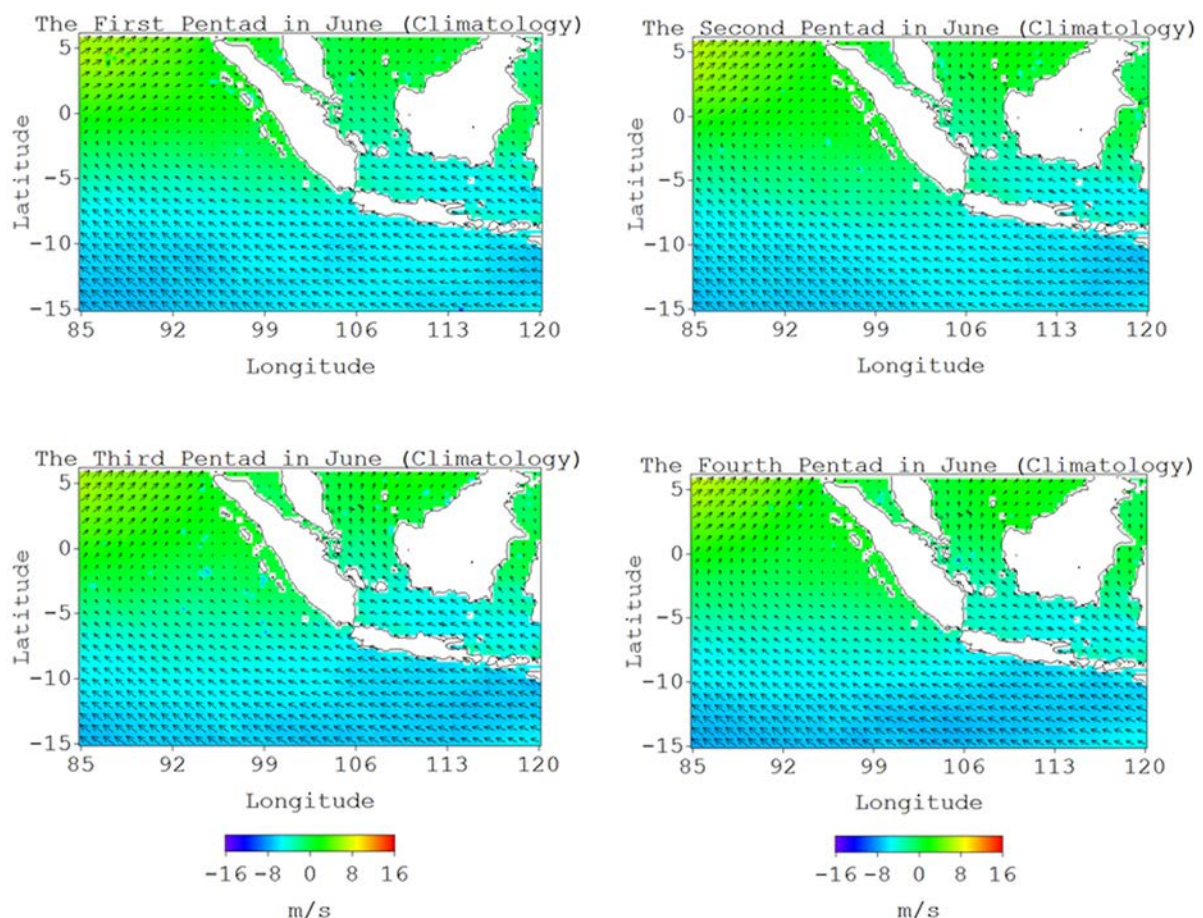 The First Pentad in June (Climatology)
5
0
-5
-10
-15
Latitude
85 92 99 106 113 120
Longitude
The Second Pentad in June (Climatology)
5
0
-5
-10
-15
Latitude
85 92 99 106 113 120
Longitude
The Third Pentad in June (Climatology)
5
0
-5
-10
-15
Latitude
85 92 99 106 113 120
Longitude
-16 -8 0 8 16
m/s
The Fourth Pentad in June (Climatology)
5
0
-5
-10
-15
Latitude
85 92 99 106 113 120
Longitude
-16 -8 0 8 16
m/s